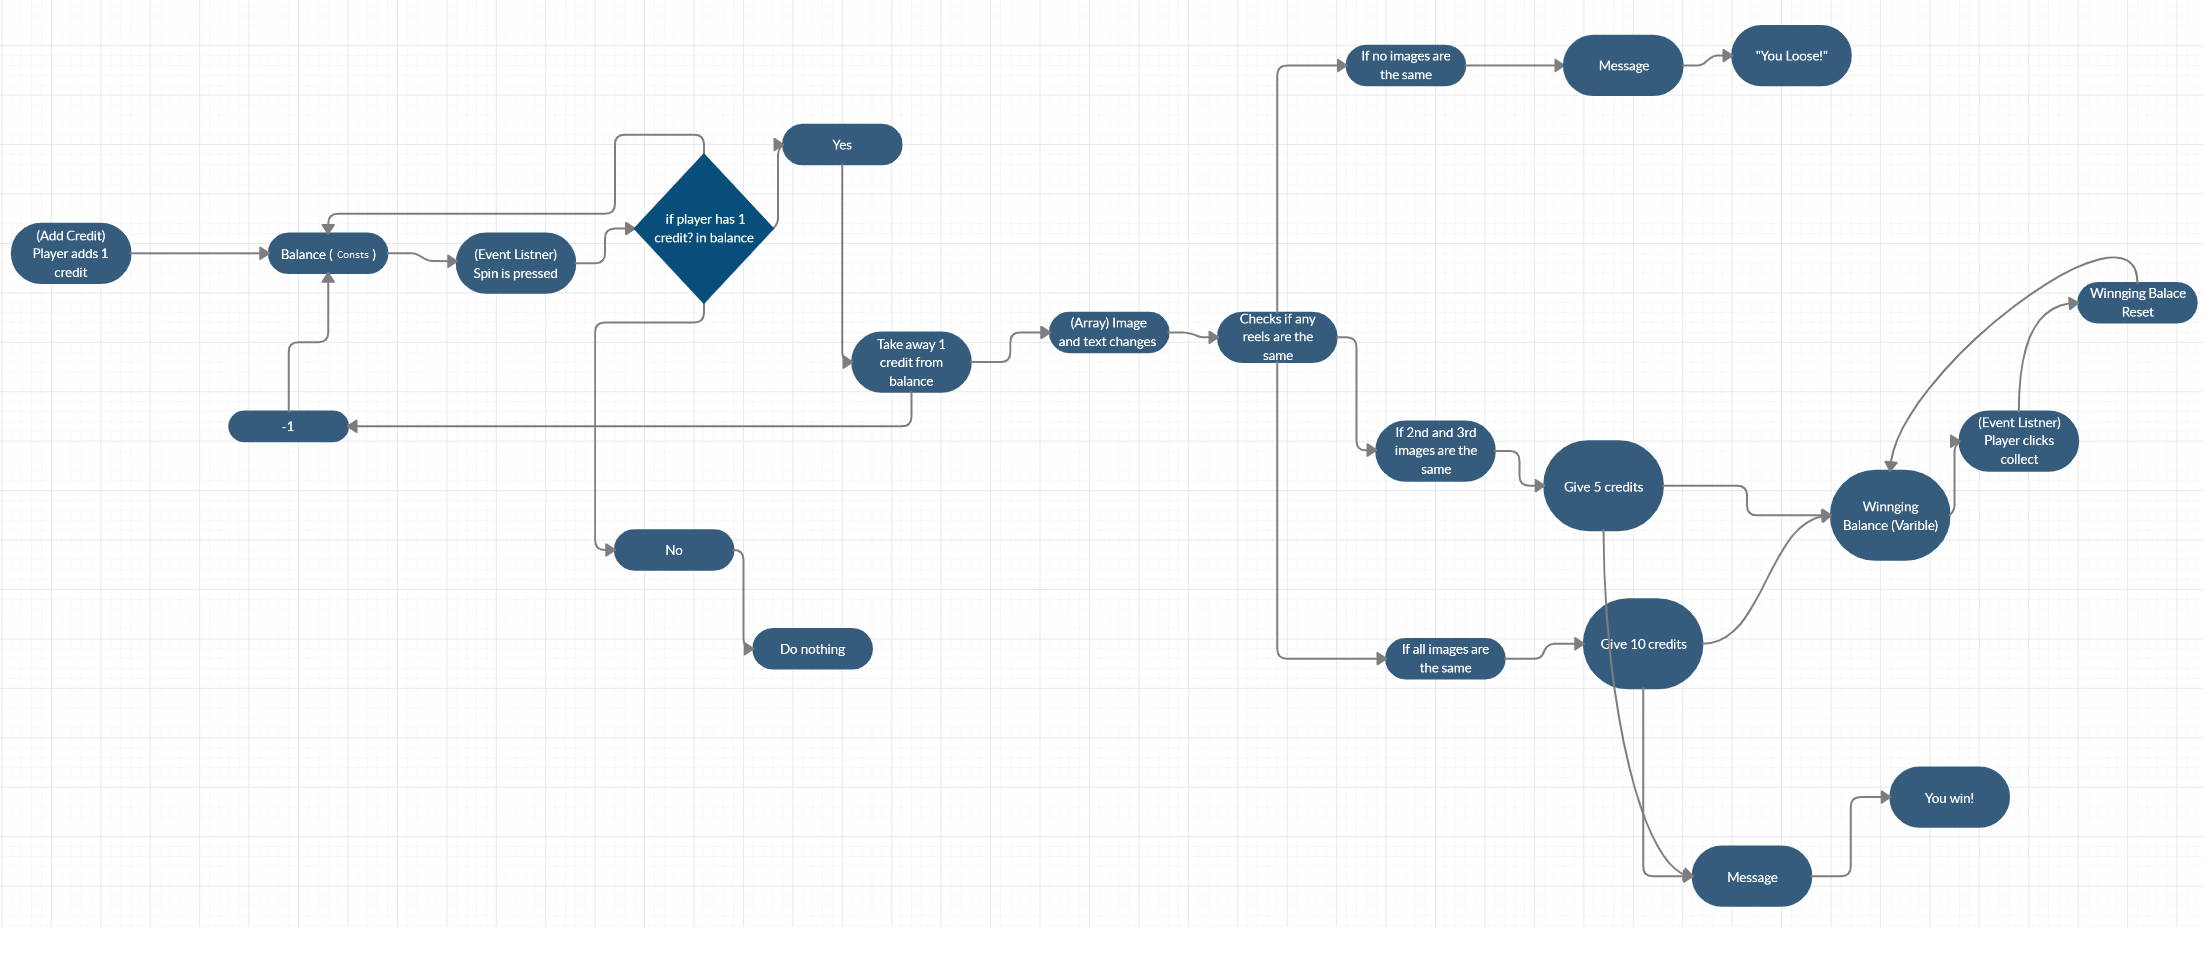 If no images are
the same
Message
"You Loose!"
Yes
if player has 1
credit? in balance
(Add Credit)
Player adds 1
credit
Balance ( Consts )
(Event Listner)
Spin is pressed
Winnging Balace
Reset
(Array) Image
and text changes
Checks if any
reels are the
same
Take away 1
credit from
balance
-1
If 2nd and 3rd
images are the
same
Give 5 credits
(Event Listner)
Player clicks
collect
Winnging
Balance (Varible)
No
Do nothing
If all images are
the same
Give 10 credits
You win!
Message